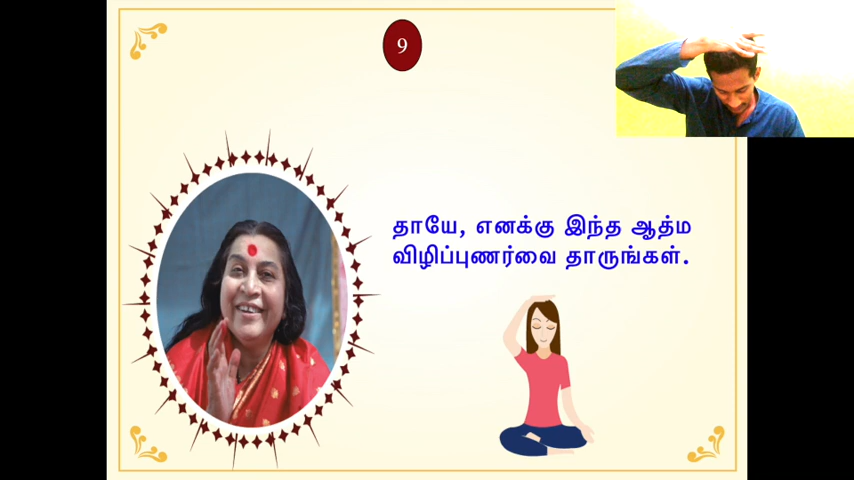 9
தாயே, எனக்கு இந்த ஆத்ம
விழிப்புணர்வை தாருங்கள்.